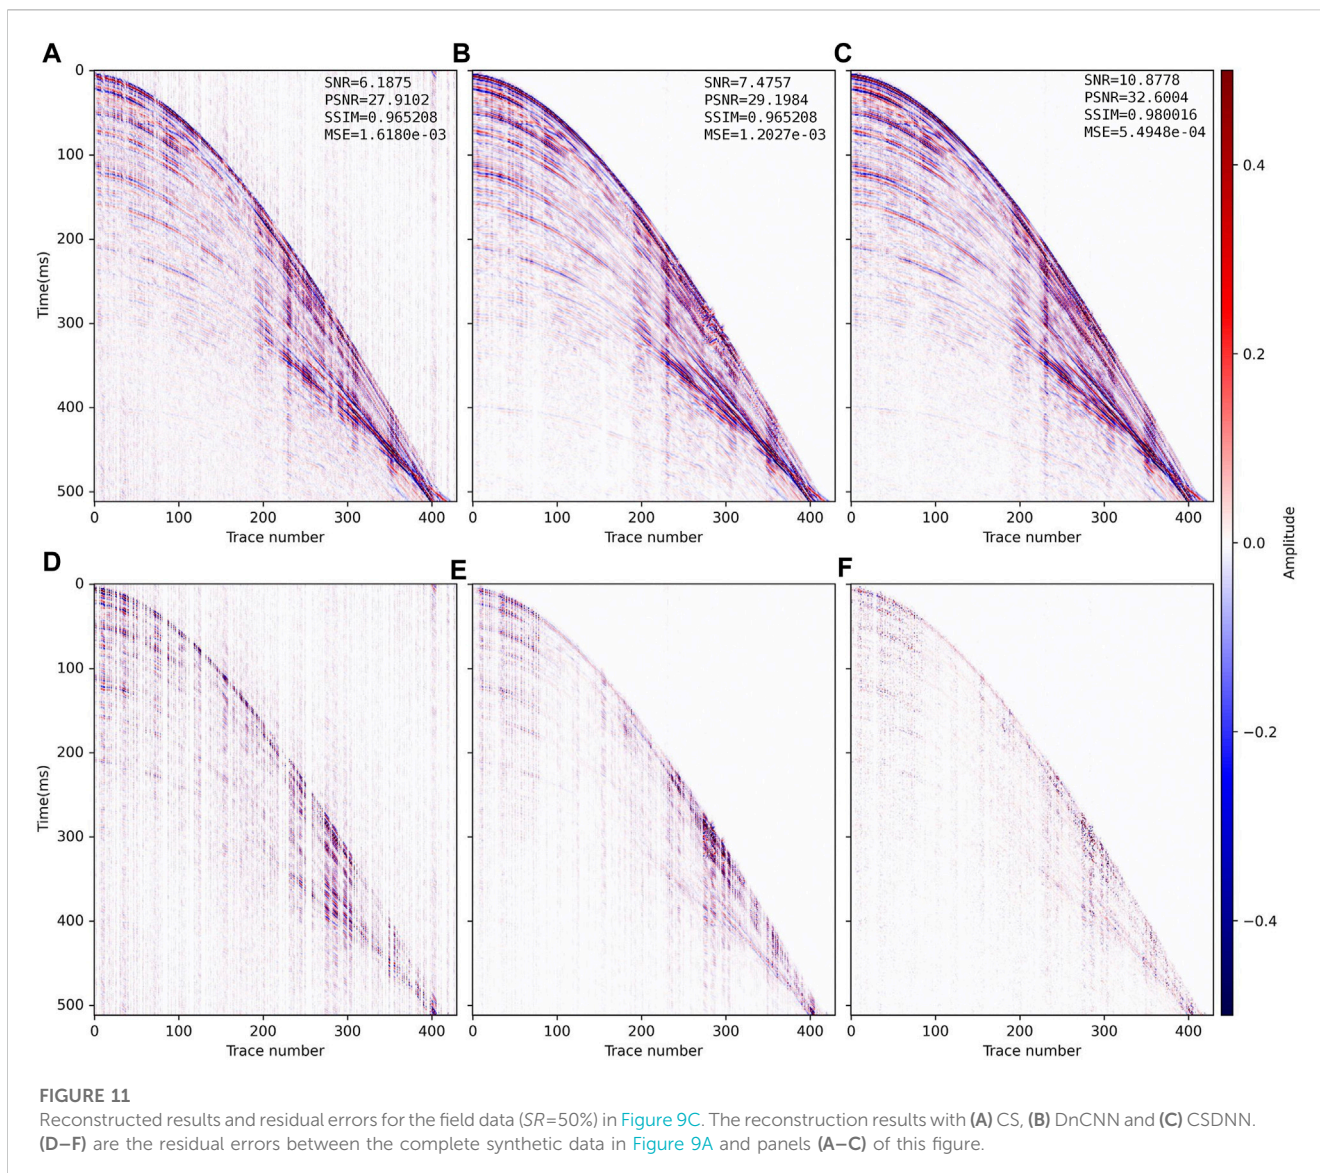 A
B
C
SNR=6.1875
PSNR=27.9102
SSIM=0.965208
MSE=1.6180e-03
SNR=7.4757
PSNR=29.1984
SSIM=0.965208
MSE=1.2027e-03
SNR=10.8778
PSNR=32.6004
SSIM=0.980016
MSE=5.4948e-04
0
100
200
300
400
500
Time(ms)
0 100 200 300 400
Trace number
0 100 200 300 400
Trace number
0 100 200 300 400
Trace number
D
E
F
0
100
200
300
400
500
Time(ms)
0 100 200 300 400
Trace number
0 100 200 300 400
Trace number
0 100 200 300 400
Trace number
0.4
0.2
0.0
−0.2
−0.4
Amplitude
FIGURE 11
Reconstructed results and residual errors for the field data (SR=50%) in Figure 9C. The reconstruction results with (A) CS, (B) DnCNN and (C) CSDNN.
(D–F) are the residual errors between the complete synthetic data in Figure 9A and panels (A–C) of this figure.